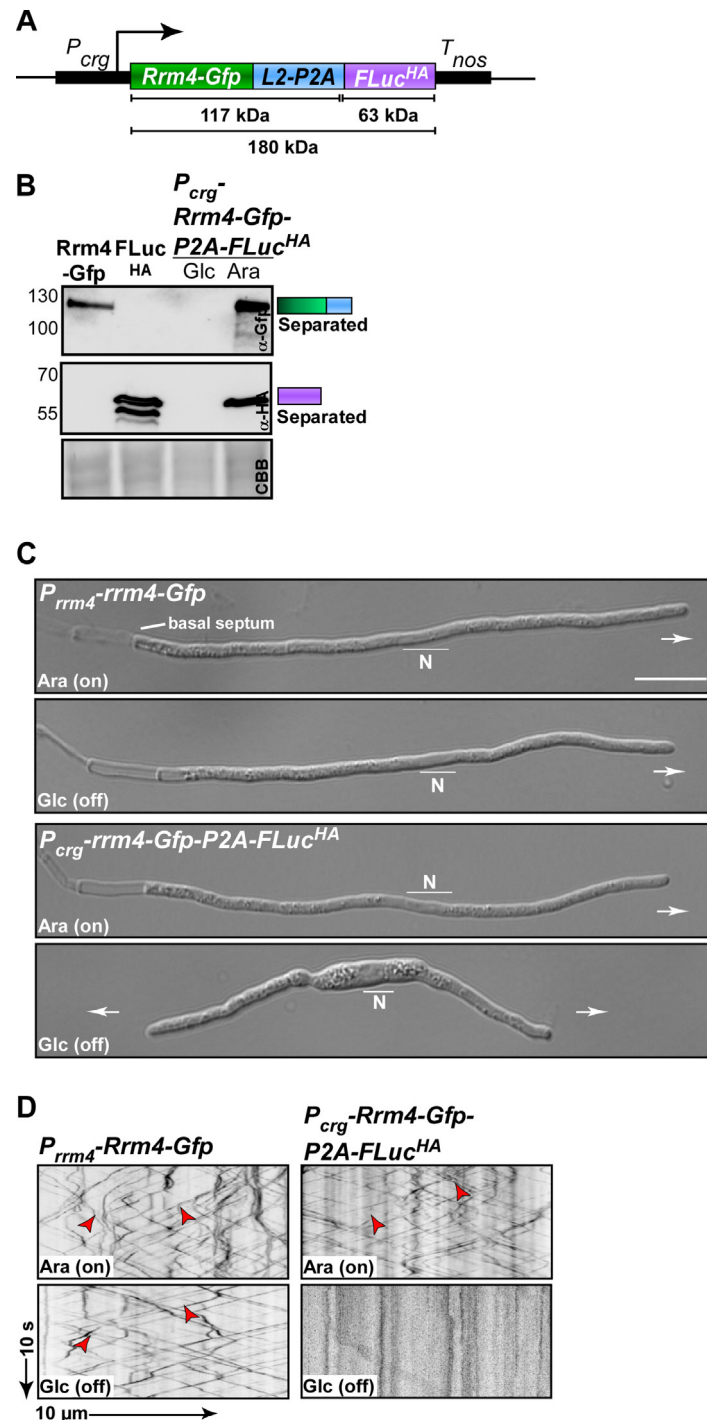 A
Pcrg
Tnos
Rrm4-Gfp L2-P2A FLucHA
117 kDa 63 kDa
180 kDa
B
Pcrg-
Rrm4-Gfp-
P2A-FLucHA
Rrm4 FLuc
-Gfp HA
Glc Ara
130
100
α-Gfp
Separated
70
55
α-HA
Separated
CBB
C
Prrm4-rrm4-Gfp
basal septum
N
Ara (on)
N
Glc (off)
Pcrg-rrm4-Gfp-P2A-FLucHA
N
Ara (on)
N
Glc (off)
D
Prrm4-Rrm4-Gfp
Pcrg-Rrm4-Gfp-
P2A-FLucHA
Ara (on)
Ara (on)
10 s
Glc (off)
Glc (off)
10 µm